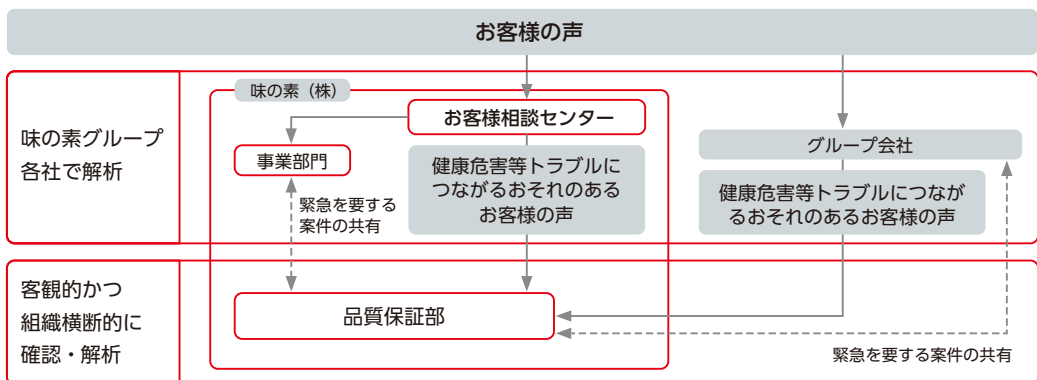 お客様の声
味の素グループ
各社で解析
味の素（株）
お客様相談センター
事業部門
健康危害等トラブルに
つながるおそれのある
お客様の声
緊急を要する
案件の共有
グループ会社
健康危害等トラブルにつなが
るおそれのあるお客様の声
客観的かつ
組織横断的に
確認・解析
品質保証部
緊急を要する案件の共有